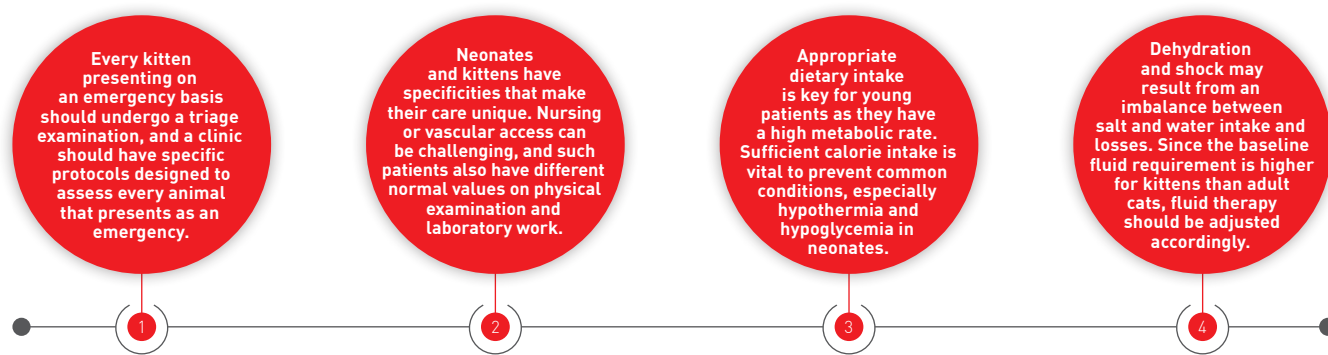 Every kitten
presenting on
an emergency basis
should undergo a triage
examination, and a clinic
should have specific
protocols designed to
assess every animal
that presents as an
emergency.
1
Neonates
and kittens have
specificities that make
their care unique. Nursing
or vascular access can
be challenging, and such
patients also have different
normal values on physical
examination and
laboratory work.
2
Appropriate
dietary intake
is key for young
patients as they have
a high metabolic rate.
Sufficient calorie intake is
vital to prevent common
conditions, especially
hypothermia and
hypoglycemia in
neonates.
3
Dehydration
and shock may
result from an
imbalance between
salt and water intake and
losses. Since the baseline
fluid requirement is higher
for kittens than adult
cats, fluid therapy
should be adjusted
accordingly.
4